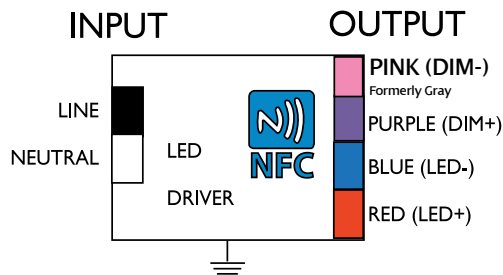 INPUT
OUTPUT
LINE
NEUTRAL
LED
DRIVER
NFC
PINK (DIM-)
Formerly Gray
PURPLE (DIM+)
BLUE (LED-)
RED (LED+)